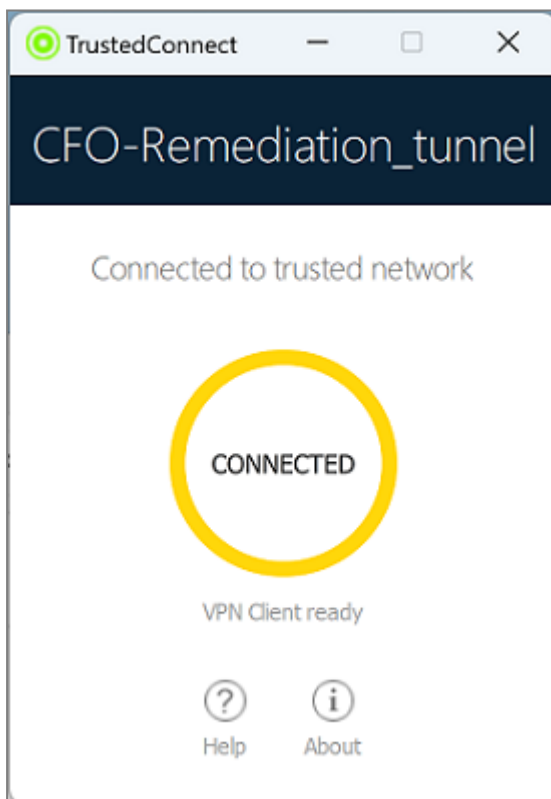 TrustedConnect
CFO-Remediation_tunnel
Connected to trusted network
CONNECTED
VPN Client ready
Help About